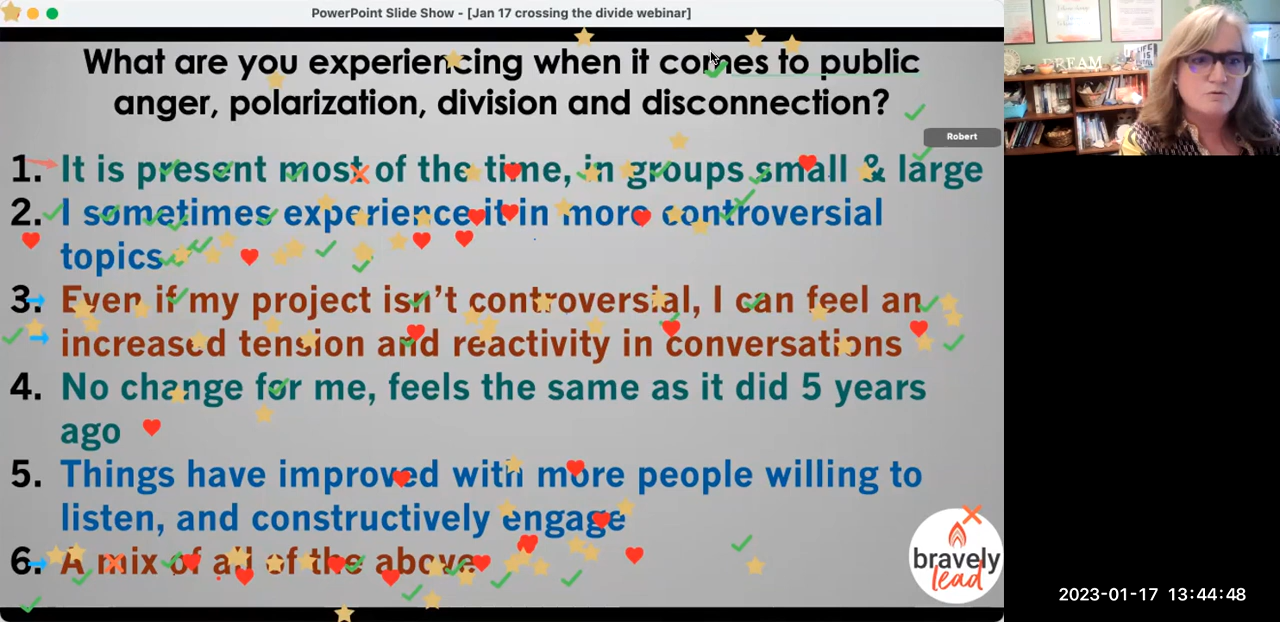 PowerPoint Slide Show - [Jan 17 crossing the divide webinar]
What are you experiencing when it comes to public
anger, polarization, division and disconnection?
Robert
DREAM
1. It is present most of the time, in groups small & large
2. I sometimes experience it in more controversial
topics
3. Even if my project isn't controversial, I can feel an
increased tension and reactivity in conversations
4. No change for me, feels the same as it did 5 years
ago
5. Things have improved with more people willing to
listen, and constructively engage
6. A mix of all of the above
bravely
lead
2023-01-17 13:44:48